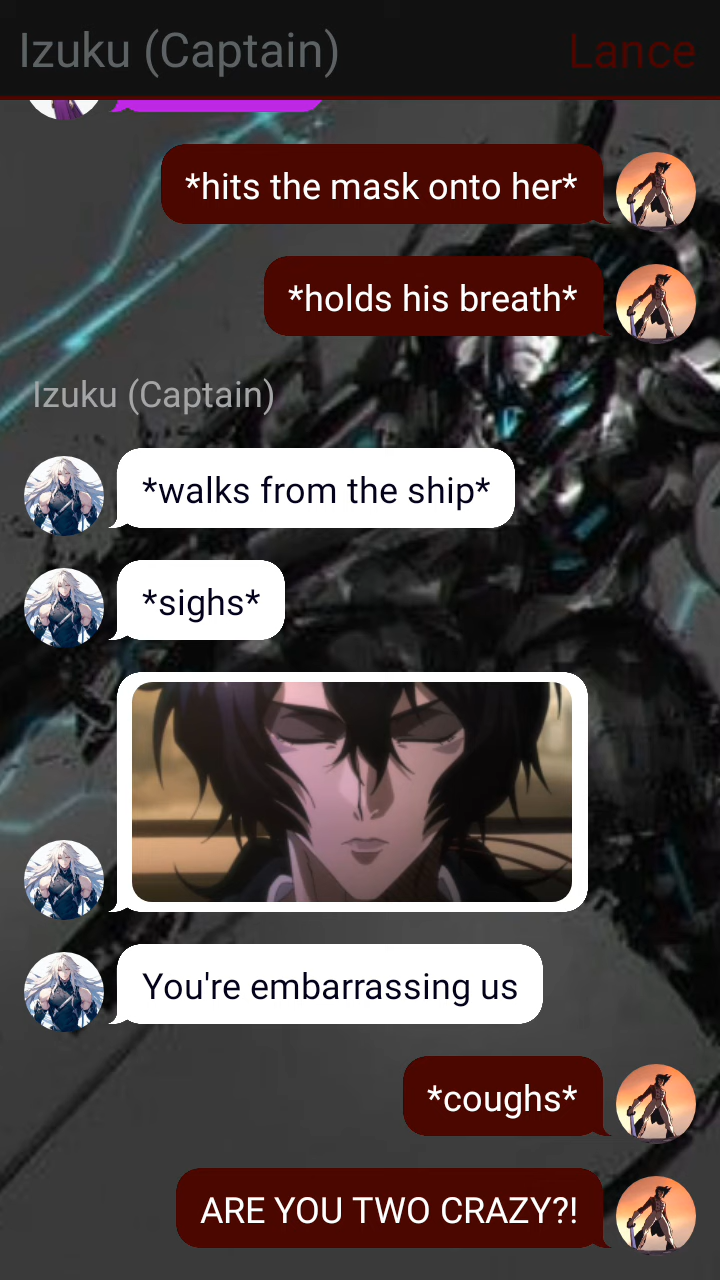 Izuku (Captain)
Lance
*hits the mask onto her*
*holds his breath*
Izuku (Captain)
*walks from the ship*
*sighs*
You're embarrassing us
*coughs*
ARE YOU TWO CRAZY?!